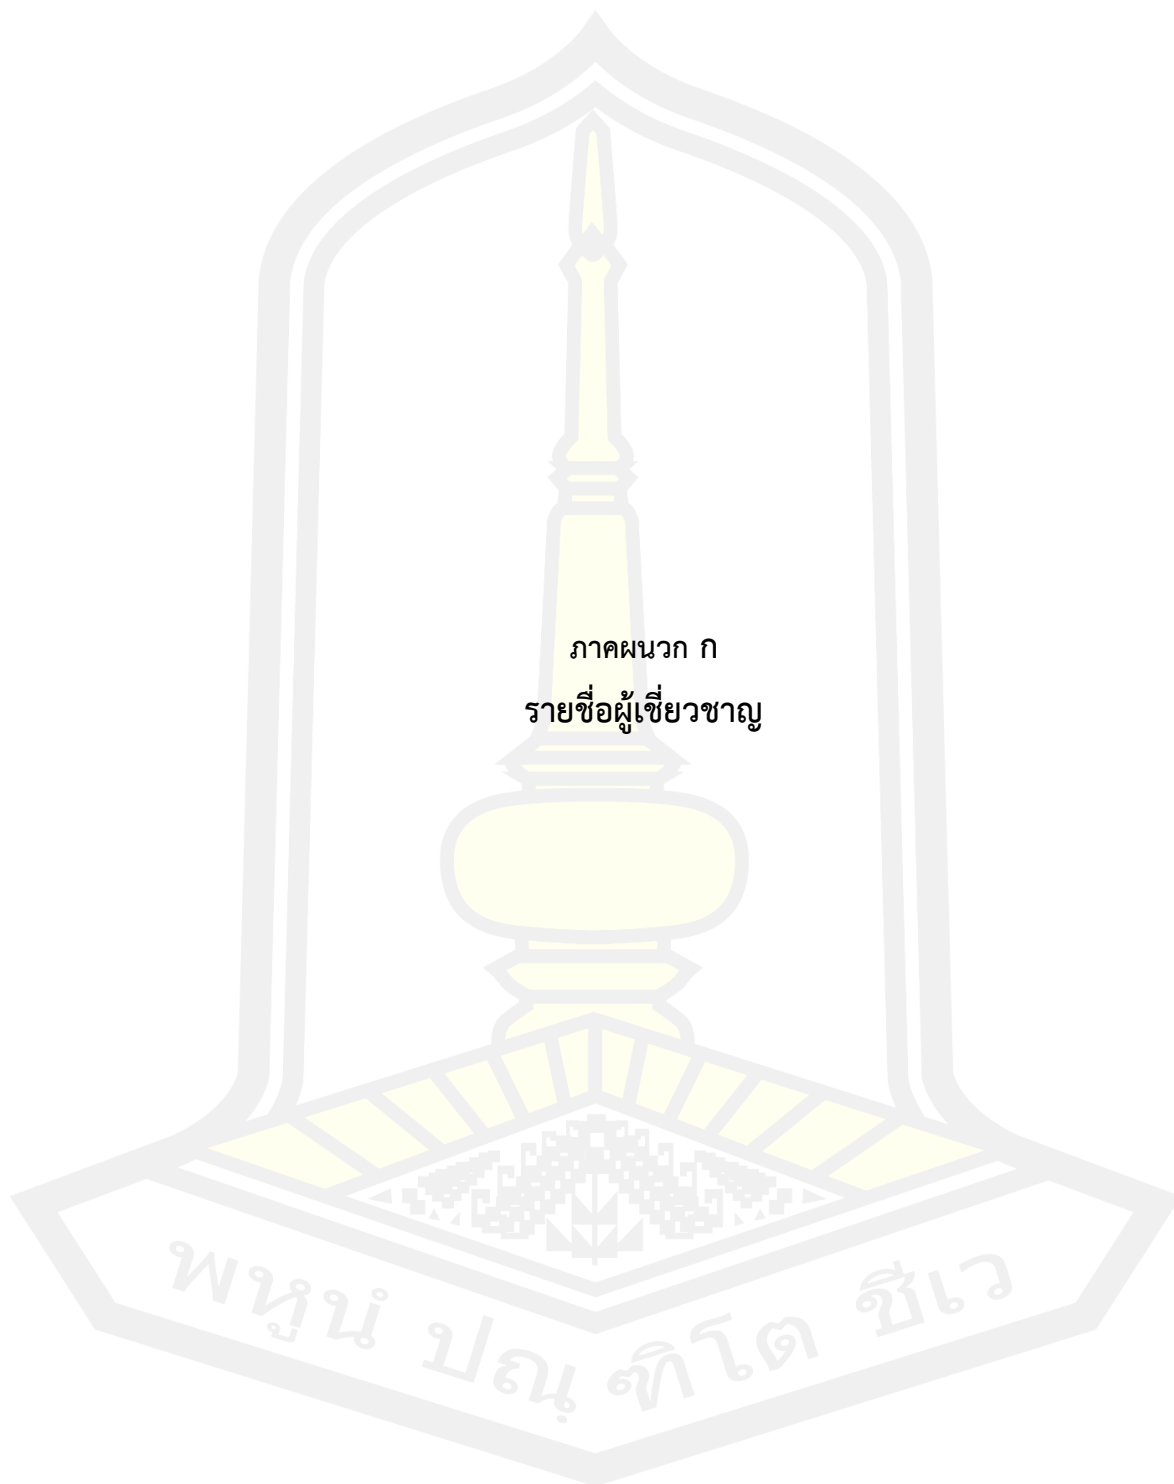 ภาคผนวก ก
รายชื่อผู้เชี่ยวชาญ
พหูนํ ปณฺฑิโต ชีเว